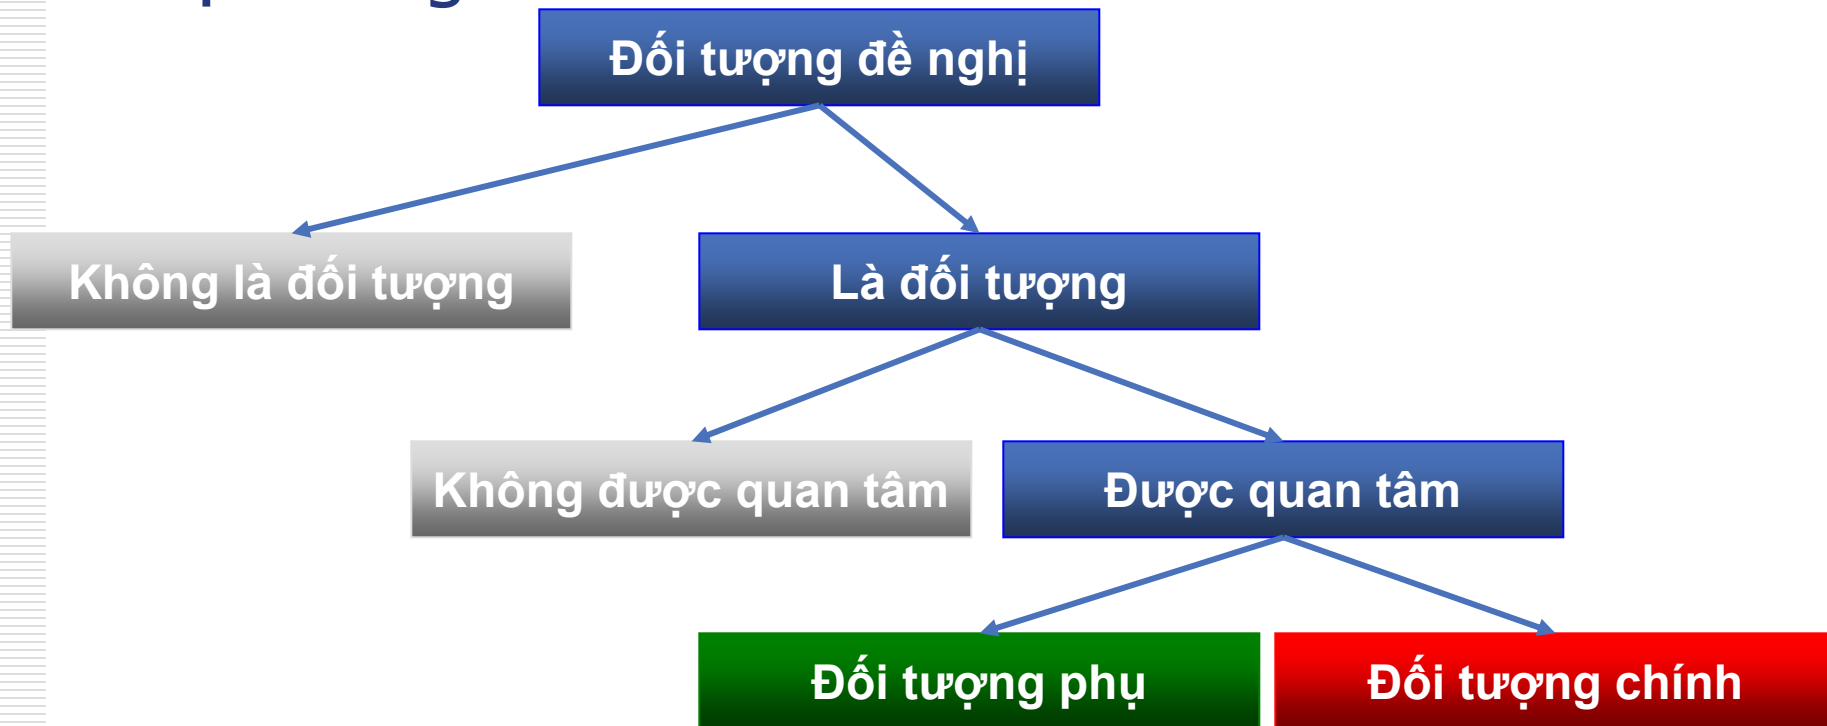 Đối tượng đề nghị
Không là đối tượng
Là đối tượng
Không được quan tâm
Được quan tâm
Đối tượng phụ
Đối tượng chính